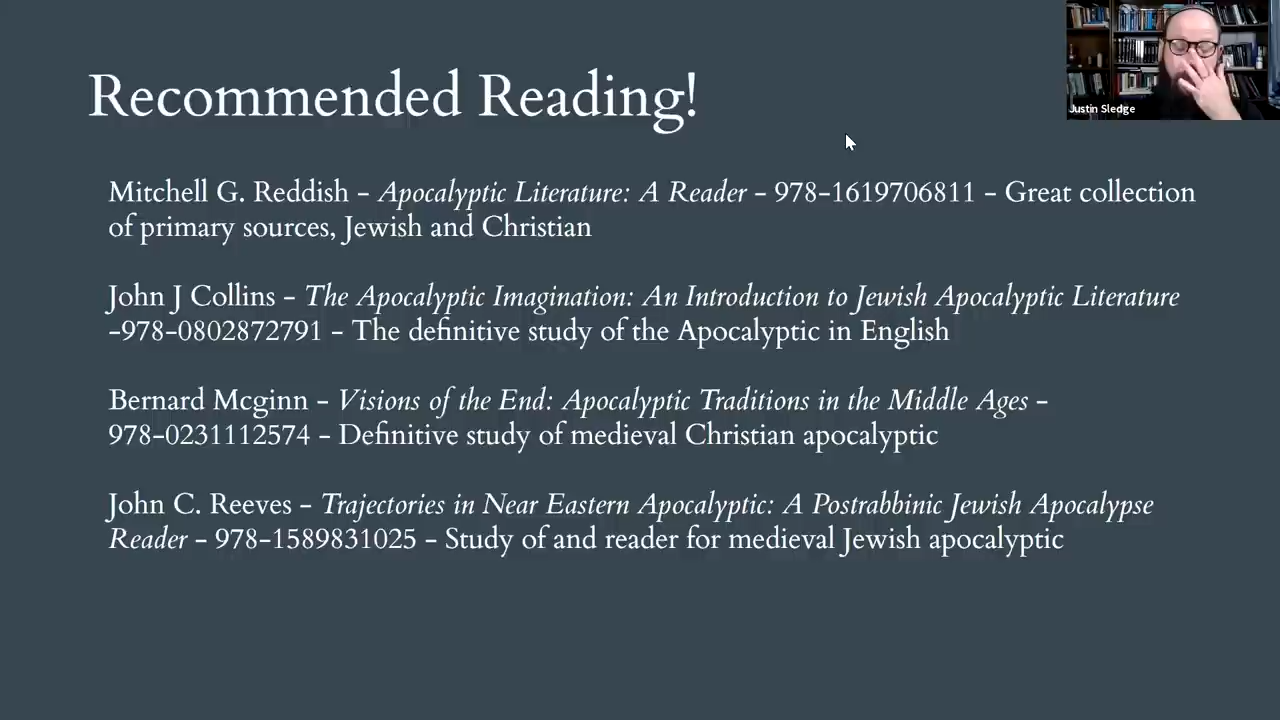 Recommended Reading!
Justin Sledge
Mitchell G. Reddish - Apocalyptic Literature: A Reader - 978-1619706811 - Great collection
of primary sources, Jewish and Christian
John J Collins - The Apocalyptic Imagination: An Introduction to Jewish Apocalyptic Literature
-978-0802872791 - The definitive study of the Apocalyptic in English
Bernard Mcginn - Visions of the End: Apocalyptic Traditions in the Middle Ages -
978-0231112574 - Definitive study of medieval Christian apocalyptic
John C. Reeves - Trajectories in Near Eastern Apocalyptic: A Postrabbinic Jewish Apocalypse
Reader - 978-1589831025 - Study of and reader for medieval Jewish apocalyptic